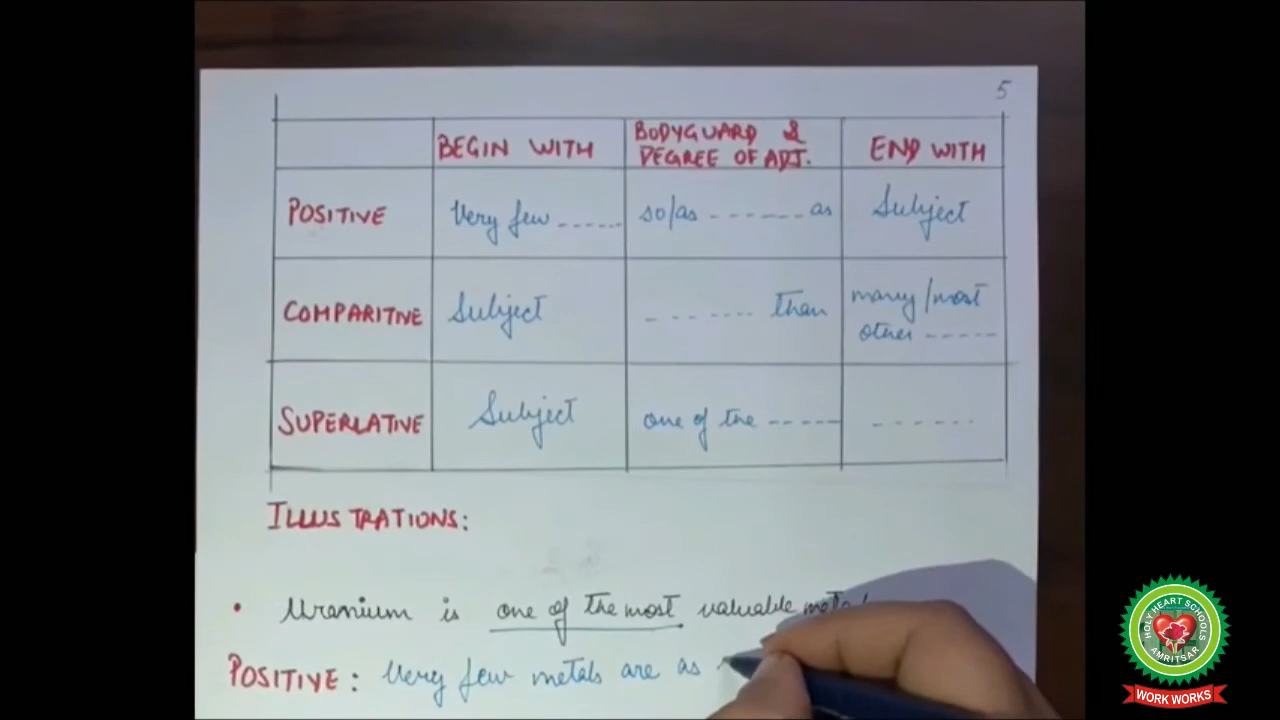 5
BEGIN WITH
BODYGUARD &
DEGREE OF ADJ.
END WITH
POSITIVE
Very few ------
so/as ------ as
Subject
COMPARITNE
Subject
------- than
many/most
other -----
SUPERLATIVE
Subject
one of the -----
------
ILLUSTRATIONS:
• Uranium is one of the most valuable
POSITIVE: Very few metals are as
HOLY HEART SCHOOLS
AMRITSAR
WORK WORKS